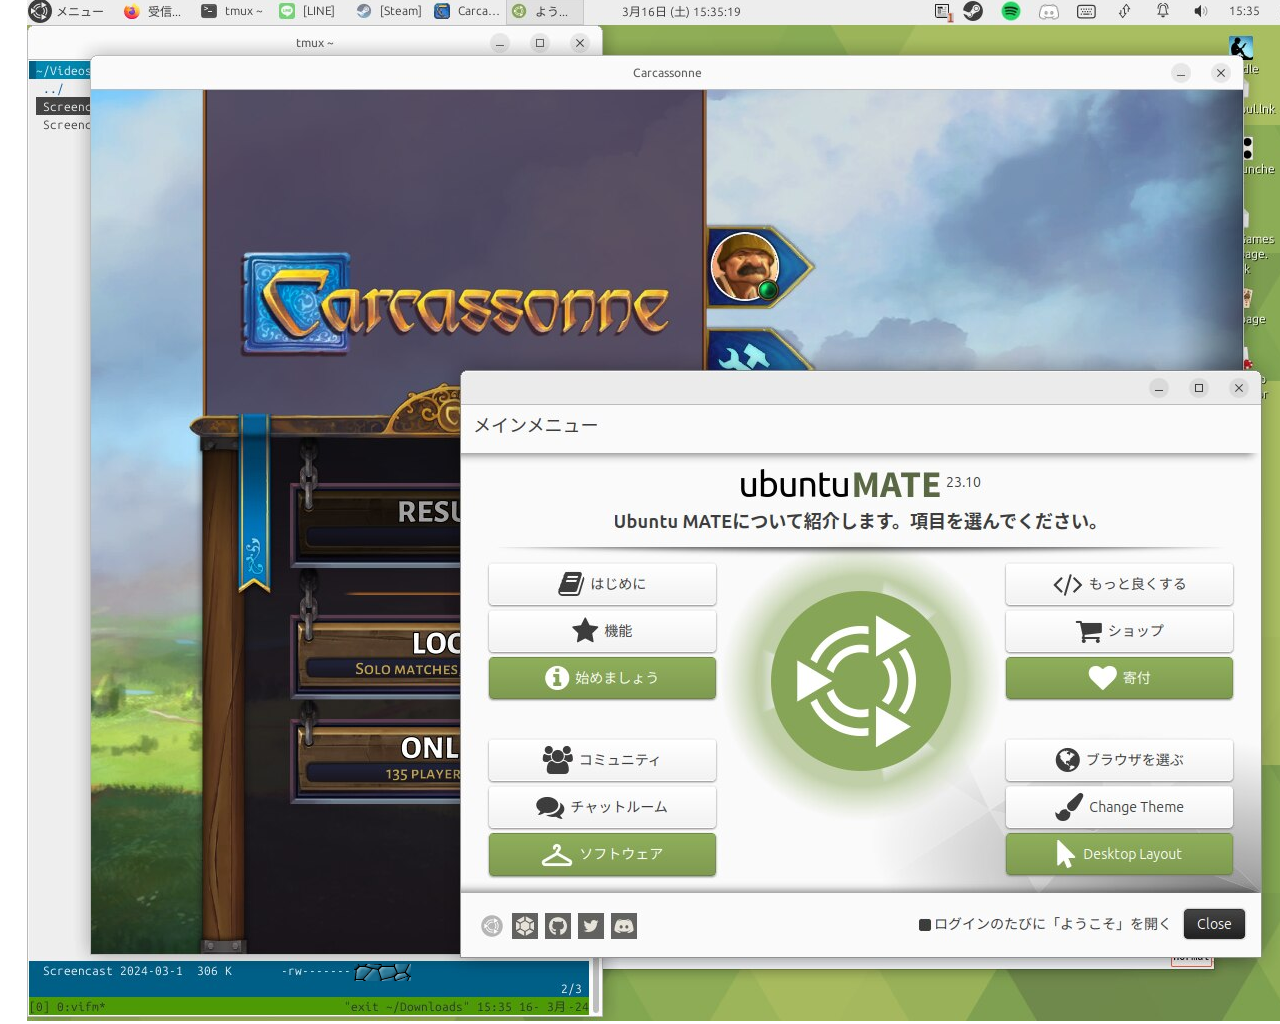 メニュー 受信... tmux ~ [LINE] [Steam] Carca... よう... 3月16日 (土) 15:35:19 1 15:35
tmux ~
~/Videos
../
Screenc
Screenc
Carcassonne
Carcassonne
RESU
LOC
SOLO MATCHES
ONL
135 PLAYER
メインメニュー
ubuntu MATE 23.10
Ubuntu MATEについて紹介します。項目を選んでください。
はじめに
機能
始めましょう
コミュニティ
チャットルーム
ソフトウェア
もっと良くする
ショップ
寄付
ブラウザを選ぶ
Change Theme
Desktop Layout
ログインのたびに「ようこそ」を開く
Close
Screencast 2024-03-1 306 K -rw-------
2/3
[0] 0:vifm* "exit ~/Downloads" 15:35 16- 3月-24